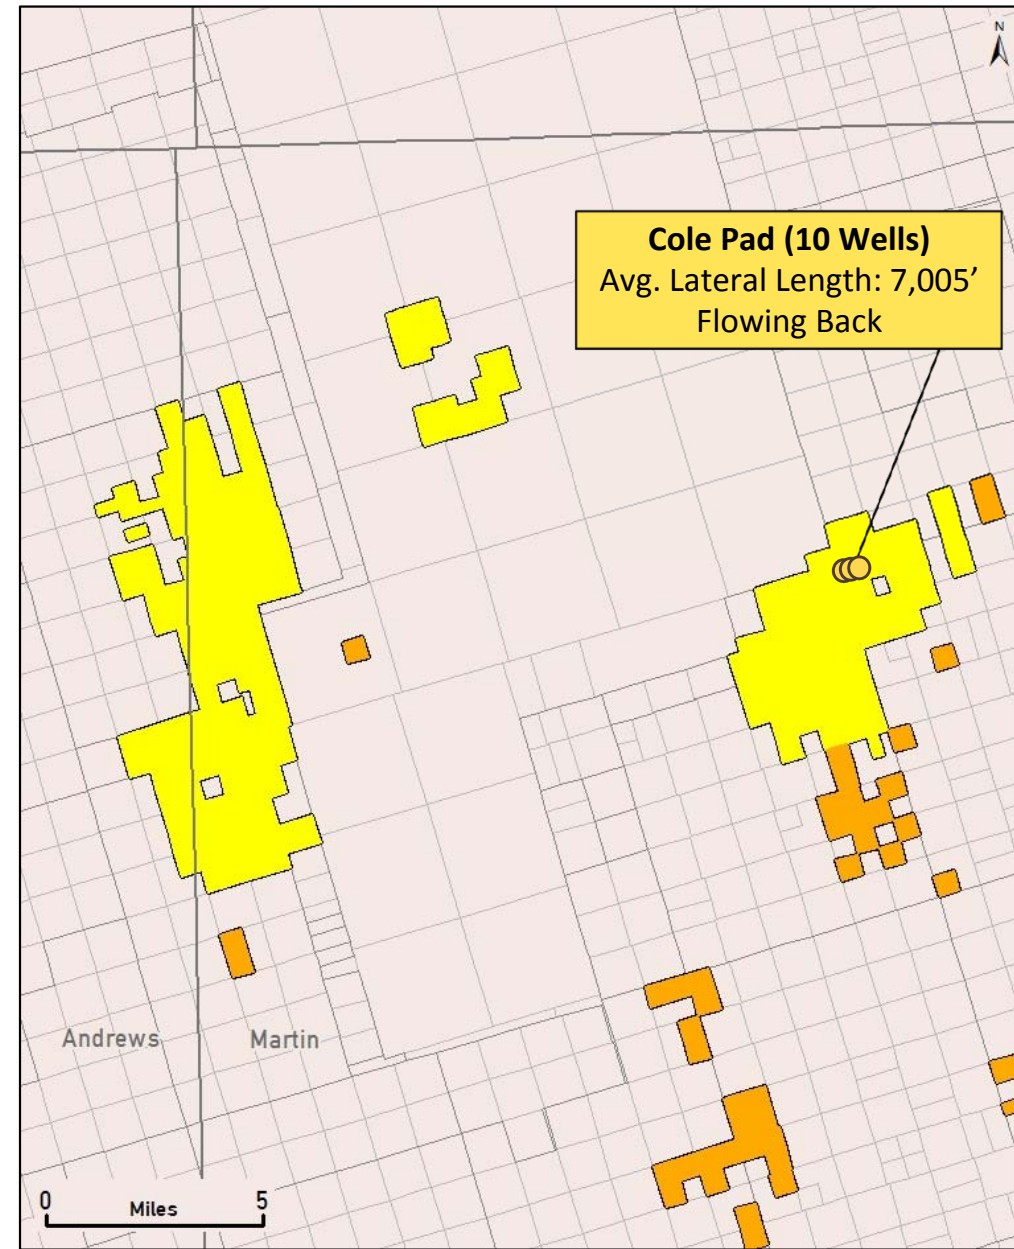 N
Cole Pad (10 Wells)
Avg. Lateral Length: 7,005’
Flowing Back
Andrews
Martin
0
Miles
5